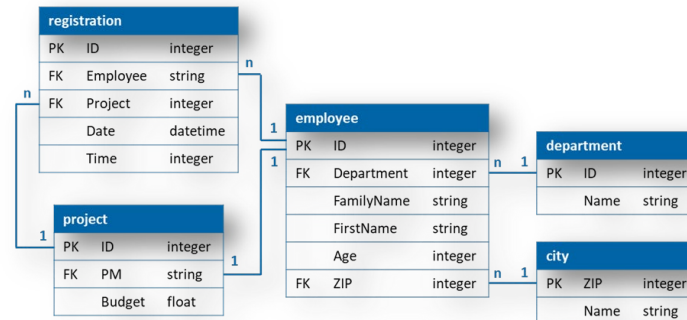 registration
PK ID integer
FK Employee string
FK Project integer
Date datetime
Time integer
n
n
1
1
employee
PK ID integer
FK Department integer
FamilyName string
FirstName string
Age integer
FK ZIP integer
n 1
n 1
department
PK ID integer
Name string
project
PK ID integer
FK PM string
Budget float
1
1
city
PK ZIP integer
Name string